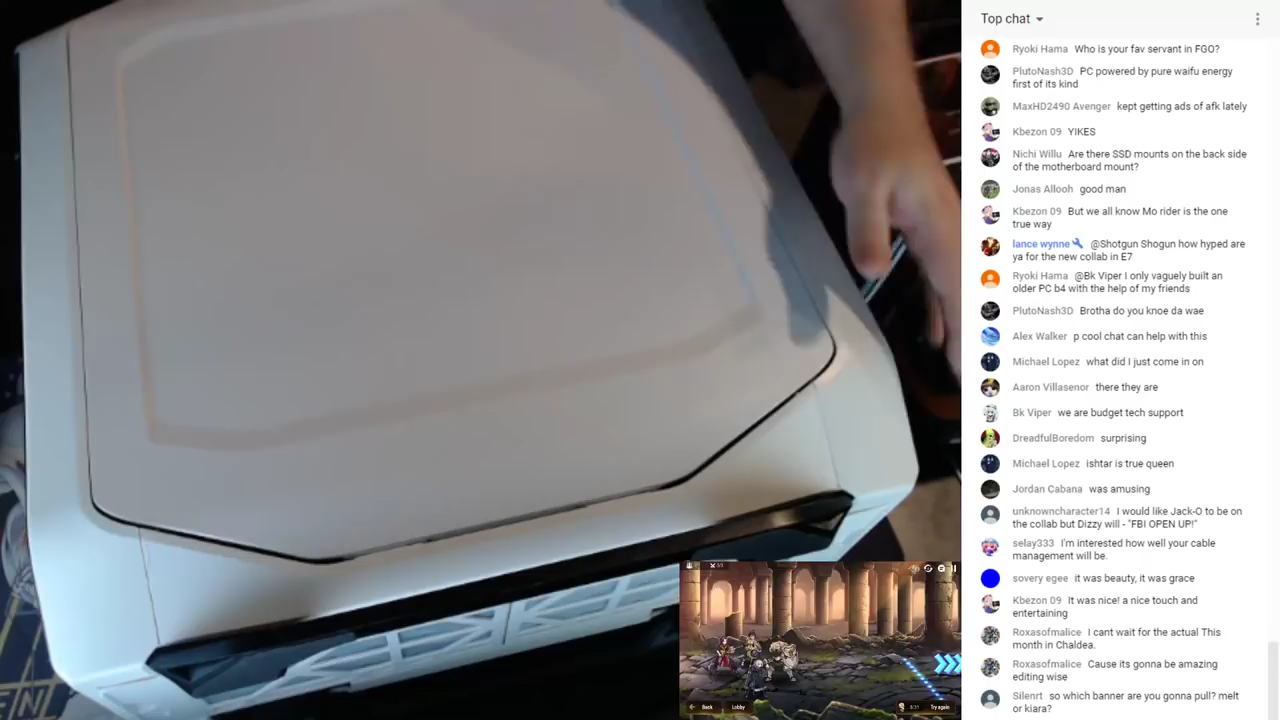 Top chat
Ryoki Hama Who is your fav servant in FGO?
PlutoNash3D PC powered by pure waifu energy
first of its kind
MaxHD2490 Avenger kept getting ads of afk lately
Kbezon 09 YIKES
Nichi Willu Are there SSD mounts on the back side
of the motherboard mount?
Jonas Allooh good man
Kbezon 09 But we all know Mo rider is the one
true way
lance wynne @Shotgun Shogun how hyped are
ya for the new collab in E7
Ryoki Hama @Bk Viper I only vaguely built an
older PC b4 with the help of my friends
PlutoNash3D Brotha do you knoe da wae
Alex Walker p cool chat can help with this
Michael Lopez what did I just come in on
Aaron Villasenor there they are
Bk Viper we are budget tech support
DreadfulBoredom surprising
Michael Lopez ishtar is true queen
Jordan Cabana was amusing
unknowncharacter14 I would like Jack-O to be on
the collab but Dizzy will - "FBI OPEN UP!"
selay333 I'm interested how well your cable
management will be.
sovery egee it was beauty, it was grace
Kbezon 09 It was nice! a nice touch and
entertaining
Roxasofmalice I cant wait for the actual This
month in Chaldea.
Roxasofmalice Cause its gonna be amazing
editing wise
Silenrt so which banner are you gonna pull? melt
or kiara?
Back Lobby Try again